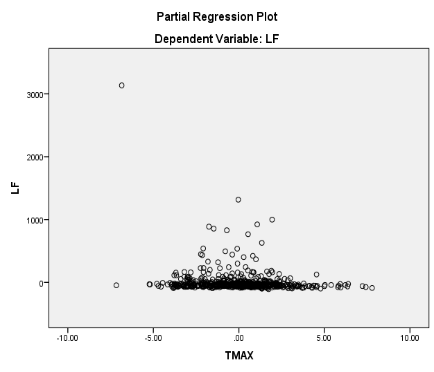 Partial Regression Plot
Dependent Variable: LF
LF
3000
2000
1000
0
-10.00 -5.00 .00 5.00 10.00
TMAX